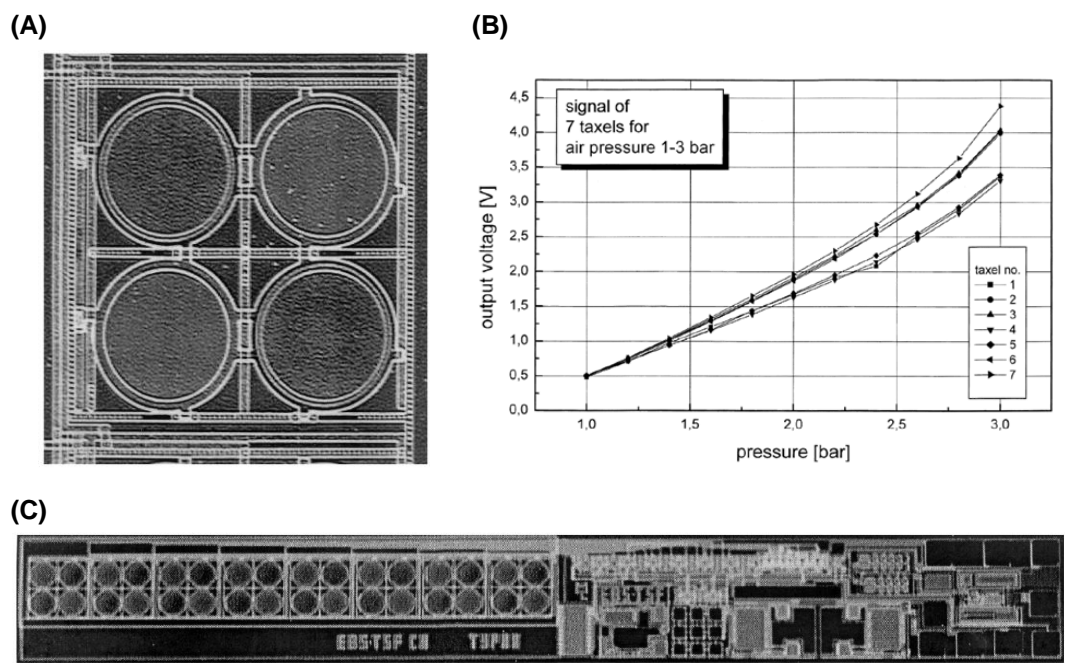 (A)
(B)
4,5
4,0
3,5
3,0
2,5
2,0
1,5
1,0
0,5
0,0
output voltage [V]
signal of
7 taxels for
air pressure 1-3 bar
taxel no.
1
2
3
4
5
6
7
1,0 1,5 2,0 2,5 3,0
pressure [bar]
(C)